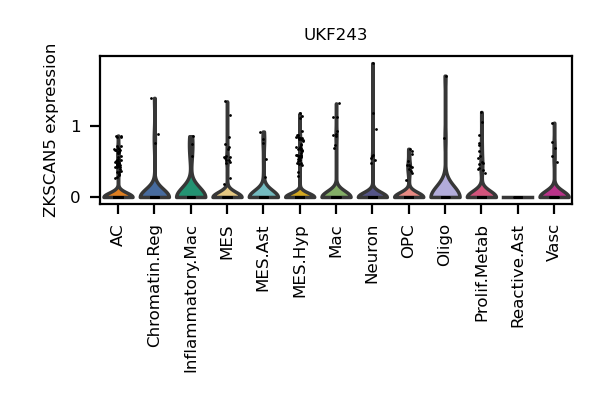 UKF243
ZKSCAN5 expression
1
0
AC
Chromatin.Reg
Inflammatory.Mac
MES
MES.Ast
MES.Hyp
Mac
Neuron
OPC
Oligo
Prolif.Metab
Reactive.Ast
Vasc